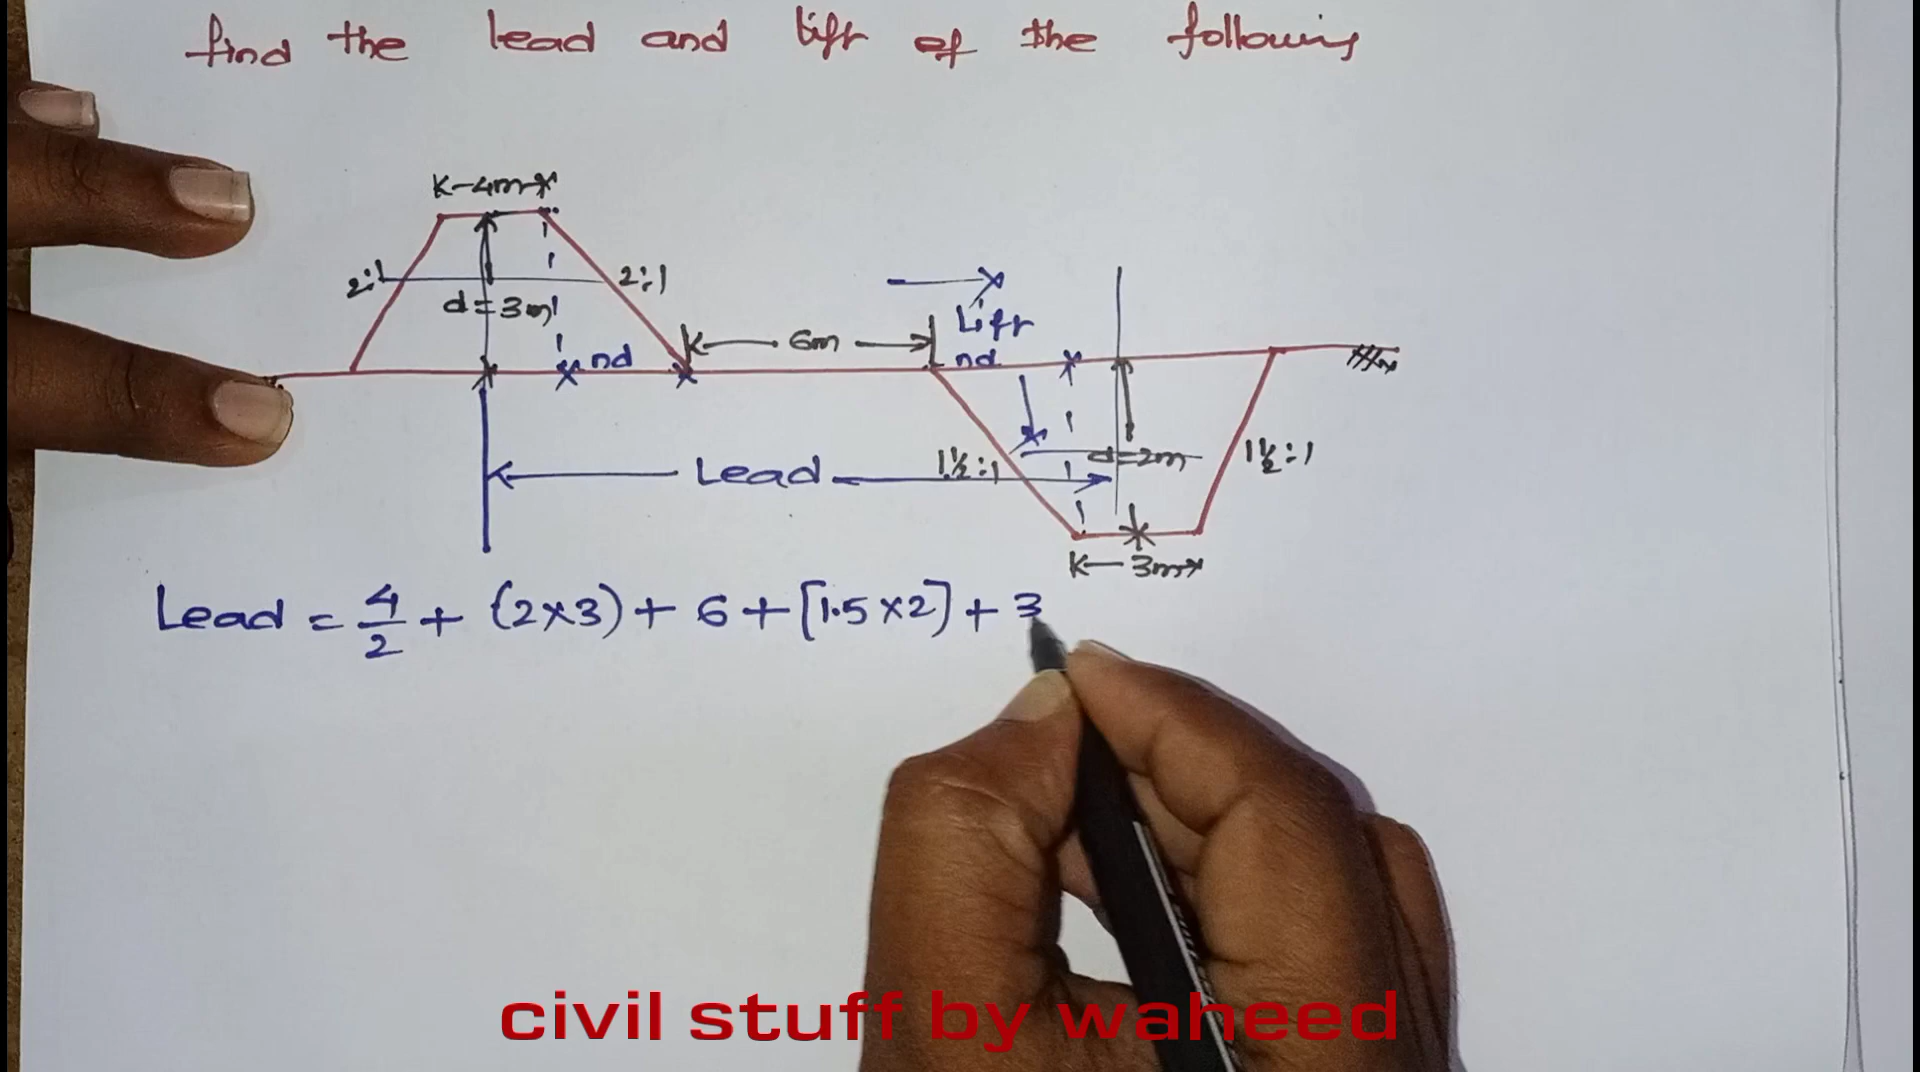 find the lead and lift of the following
K-4m-*
2:1
2:1
d=3m
K← 6m →
Lift
nd
nd
Lead
1½:1
d=2m
1½:1
K— 3m*
Lead = 4/2 + (2×3) + 6 + [1.5×2] + 3
civil stuff by waheed